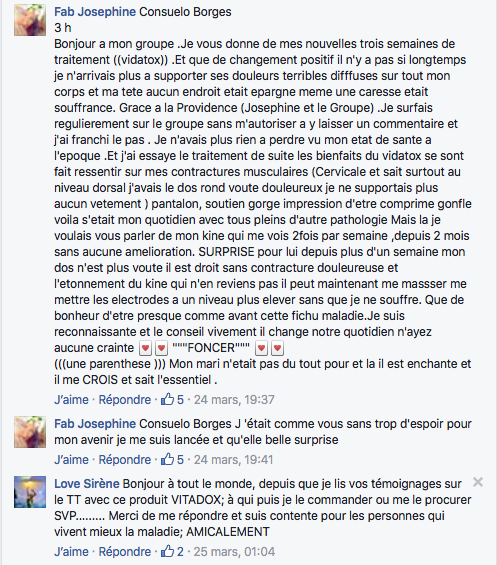 Fab Josephine Consuelo Borges
3 h
Bonjour a mon groupe .Je vous donne de mes nouvelles trois semaines de
traitement ((vidatox)) .Et que de changement positif il n'y a pas si longtemps
je n'arrivais plus a supporter ses douleurs terribles difffuses sur tout mon
corps et ma tete aucun endroit etait epargne meme une caresse etait
souffrance. Grace a la Providence (Josephine et le Groupe) .Je surfais
regulierement sur le groupe sans m'autoriser a y laisser un commentaire et
j'ai franchi le pas . Je n'avais plus rien a perdre vu mon etat de sante a
l'epoque .Et j'ai essaye le traitement de suite les bienfaits du vidatox se sont
fait ressentir sur mes contractures musculaires (Cervicale et sait surtout au
niveau dorsal j'avais le dos rond voute douleureux je ne supportais plus
aucun vetement ) pantalon, soutien gorge impression d'etre comprime gonfle
voila s'etait mon quotidien avec tous pleins d'autre pathologie Mais la je
voulais vous parler de mon kine qui me vois 2fois par semaine ,depuis 2 mois
sans aucune amelioration. SURPRISE pour lui depuis plus d'un semaine mon
dos n'est plus voute il est droit sans contracture douleureuse et
l'etonnement du kine qui n'en reviens pas il peut maintenant me massser me
mettre les electrodes a un niveau plus elever sans que je ne souffre. Que de
bonheur d'etre presque comme avant cette fichu maladie.Je suis
reconnaissante et le conseil vivement il change notre quotidien n'ayez
aucune crainte 💌💌 """FONCER""" 💌💌
(((une parenthese ))) Mon mari n'etait pas du tout pour et la il est enchante et
il me CROIS et sait l'essentiel .
J'aime · Répondre · 5 · 24 mars, 19:37
Fab Josephine Consuelo Borges J 'était comme vous sans trop d'espoir pour
mon avenir je me suis lancée et qu'elle belle surprise
J'aime · Répondre · 5 · 24 mars, 19:41
Love Sirène Bonjour à tout le monde, depuis que je lis vos témoignages sur
le TT avec ce produit VITADOX; à qui puis je le commander ou me le procurer
SVP......... Merci de me répondre et suis contente pour les personnes qui
vivent mieux la maladie; AMICALEMENT
J'aime · Répondre · 2 · 25 mars, 01:04